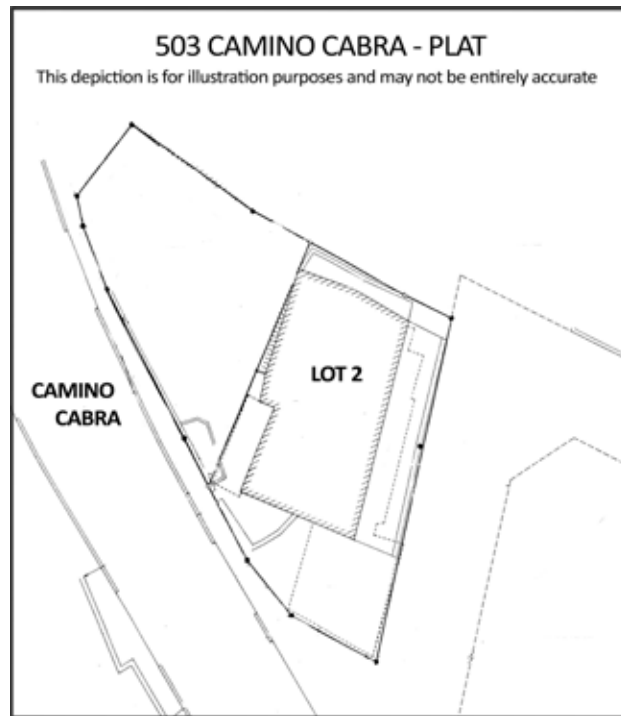 503 CAMINO CABRA - PLAT
This depiction is for illustration purposes and may not be entirely accurate
LOT 2
CAMINO
CABRA